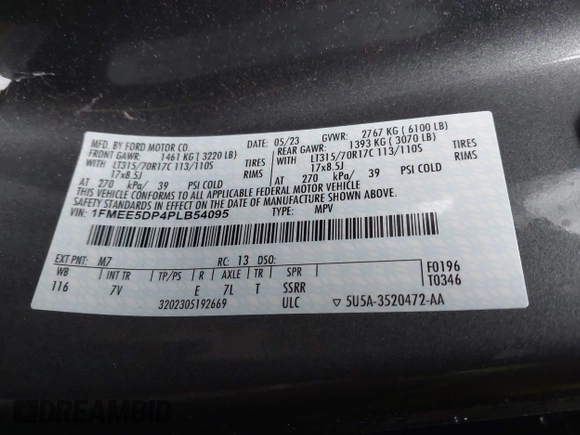 MFD. BY FORD MOTOR CO.
DATE: 05/23 GVWR: 2767 KG ( 6100 LB)
FRONT GAWR: 1461 KG ( 3220 LB) REAR GAWR: 1393 KG ( 3070 LB)
LT315/70R17C 113/110S TIRES LT315/70R17C 113/110S TIRES
17x8.5J RIMS 17x8.5J RIMS
AT 270 kPa/ 39 PSI COLD AT 270 kPa/ 39 PSI COLD
THIS VEHICLE CONFORMS TO ALL APPLICABLE FEDERAL MOTOR VEHICLE
SAFETY STANDARDS IN EFFECT ON THE DATE OF MANUFACTURE SHOWN ABOVE.
VIN: 1FMEE5DP4PLB54095 TYPE: MPV
EXT PNT: M7 RC: 13 DSO: F0196
WB INT TR TP/PS R AXLE TR SPR T0346
116 7V E 7L T SSRR
3202305192669 ULC ▽ 5U5A-3520472-AA
DREAMBID